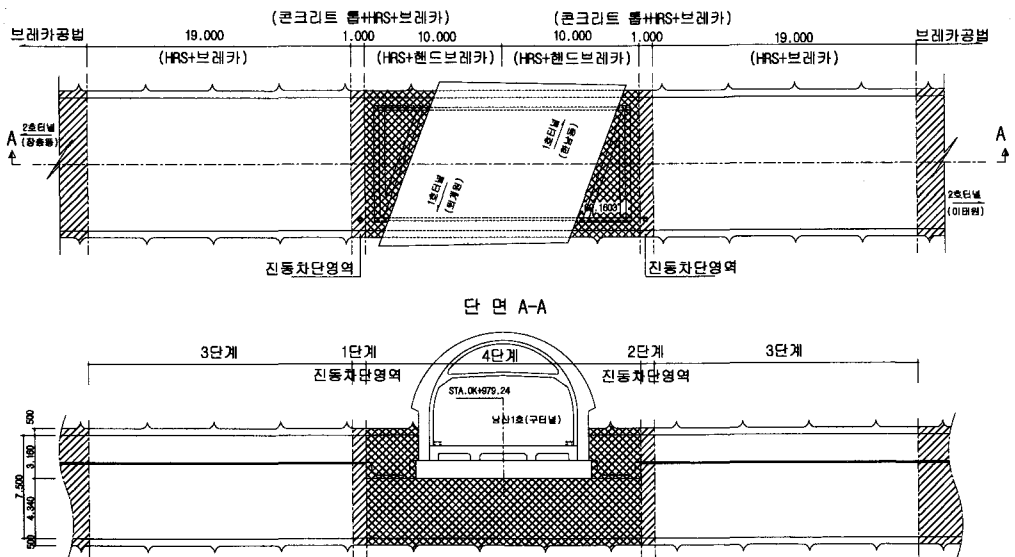 (콘크리트 톱+HRS+브레카)
(콘크리트 톱+HRS+브레카)
브레카공법
19.000
1.000
10.000
10.000
1.000
19.000
브레카공법
(HRS+브레카)
(HRS+핸드브레카)
(HRS+핸드브레카)
(HRS+브레카)
A
2호터널
(장충동)
1호터널
(한남동)
A
1호터널
(퇴계원)
2호터널
(이태원)
진동차단영역
진동차단영역
단 면 A-A
3단계
1단계
4단계
2단계
3단계
진동차단영역
진동차단영역
STA.0K+979.24
남산1호(구터널)
500
3.160
7.500
4.340
500